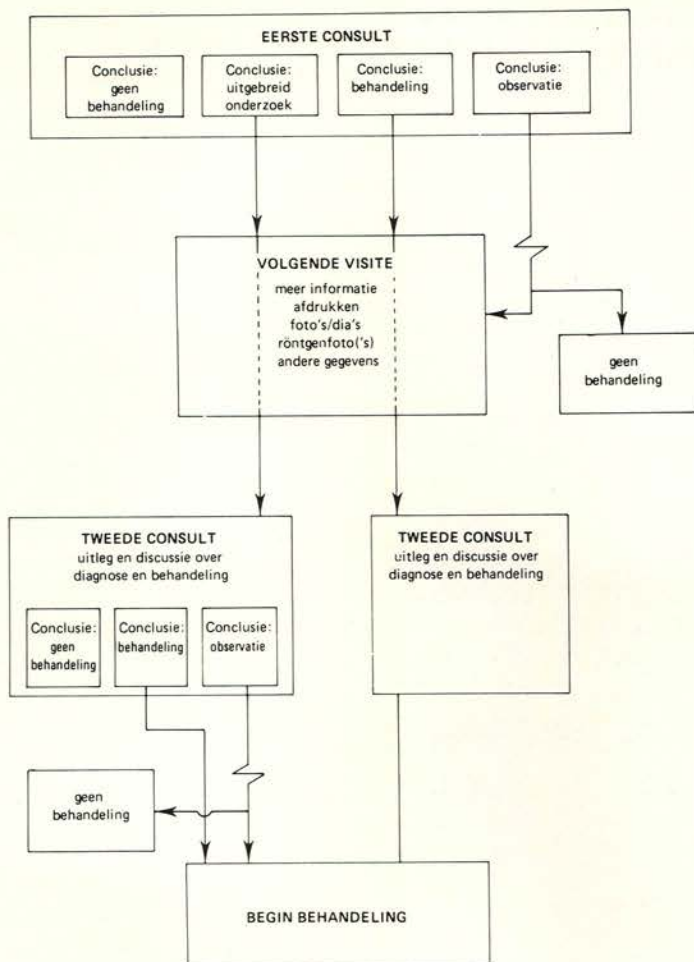 EERSTE CONSULT
Conclusie:
geen
behandeling
Conclusie:
uitgebreid
onderzoek
Conclusie:
behandeling
Conclusie:
observatie
VOLGENDE VISITE
meer informatie
afdrukken
foto's/dia's
röntgenfoto('s)
andere gegevens
geen
behandeling
TWEEDE CONSULT
uitleg en discussie over
diagnose en behandeling
Conclusie:
geen
behandeling
Conclusie:
behandeling
Conclusie:
observatie
TWEEDE CONSULT
uitleg en discussie over
diagnose en behandeling
geen
behandeling
BEGIN BEHANDELING